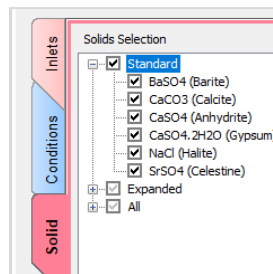 Inlets
Conditions
Solid
Solids Selection
Standard
BaSO4 (Barite)
CaCO3 (Calcite)
CaSO4 (Anhydrite)
CaSO4.2H2O (Gypsum)
NaCl (Halite)
SrSO4 (Celestine)
Expanded
All